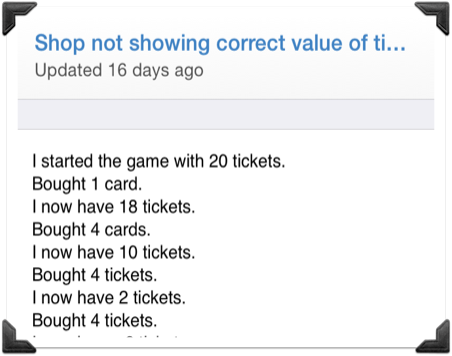 Shop not showing correct value of ti...
Updated 16 days ago
I started the game with 20 tickets.
Bought 1 card.
I now have 18 tickets.
Bought 4 cards.
I now have 10 tickets.
Bought 4 tickets.
I now have 2 tickets.
Bought 4 tickets.